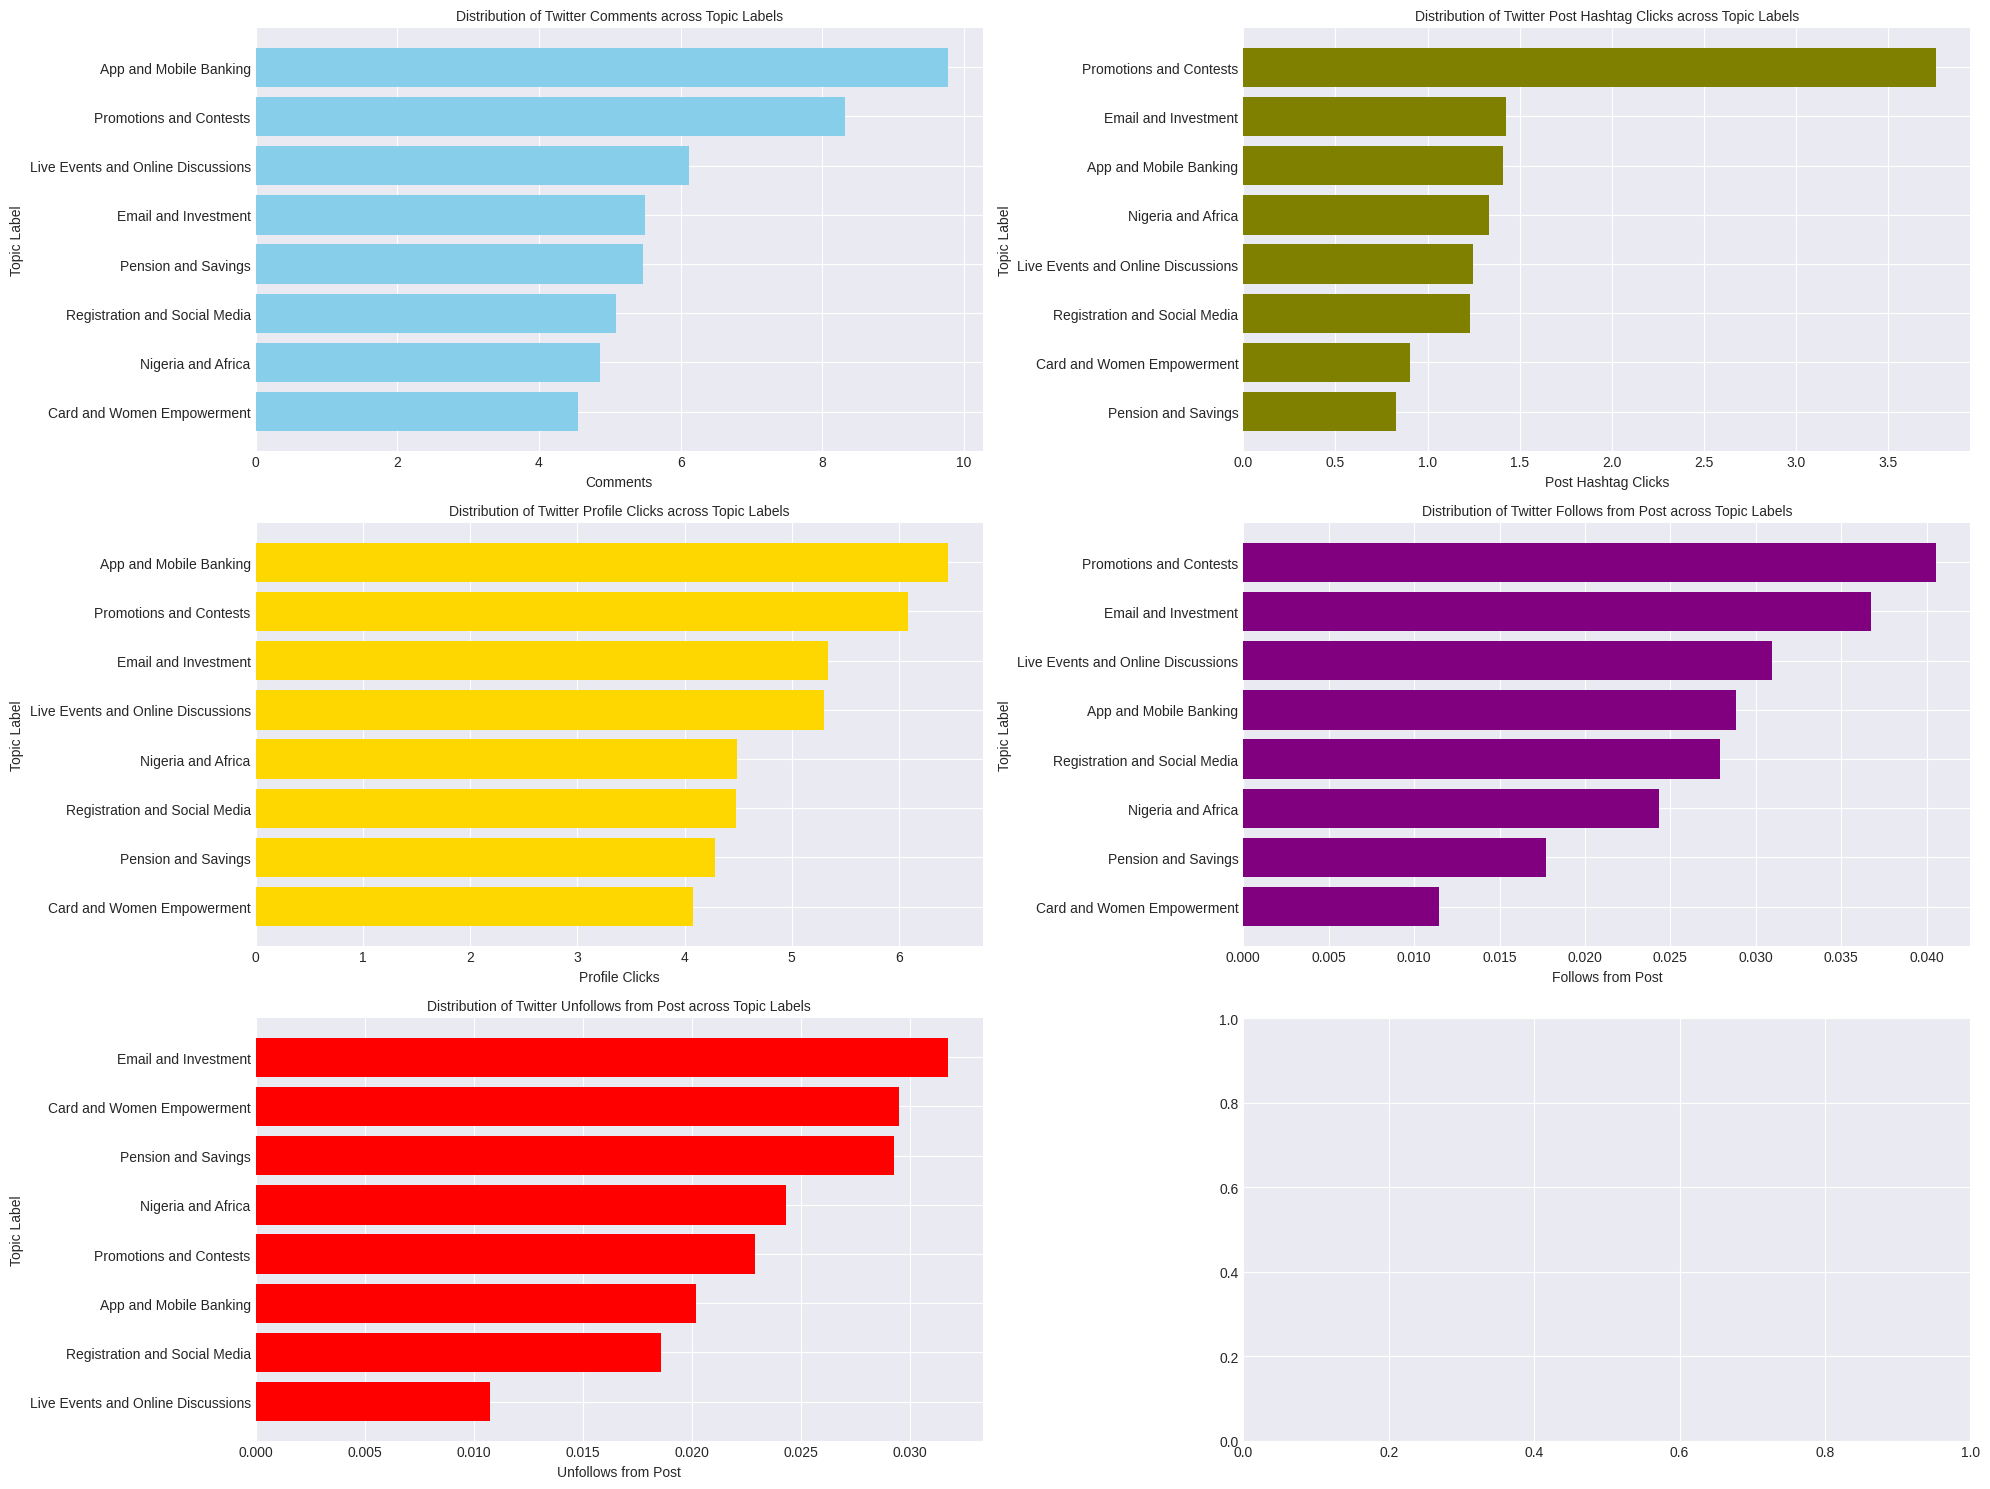 Distribution of Twitter Comments across Topic Labels
Topic Label
App and Mobile Banking
Promotions and Contests
Live Events and Online Discussions
Email and Investment
Pension and Savings
Registration and Social Media
Nigeria and Africa
Card and Women Empowerment
0 2 4 6 8 10
Comments
Distribution of Twitter Post Hashtag Clicks across Topic Labels
Topic Label
Promotions and Contests
Email and Investment
App and Mobile Banking
Nigeria and Africa
Live Events and Online Discussions
Registration and Social Media
Card and Women Empowerment
Pension and Savings
0.0 0.5 1.0 1.5 2.0 2.5 3.0 3.5
Post Hashtag Clicks
Distribution of Twitter Profile Clicks across Topic Labels
Topic Label
App and Mobile Banking
Promotions and Contests
Email and Investment
Live Events and Online Discussions
Nigeria and Africa
Registration and Social Media
Pension and Savings
Card and Women Empowerment
0 1 2 3 4 5 6
Profile Clicks
Distribution of Twitter Follows from Post across Topic Labels
Topic Label
Promotions and Contests
Email and Investment
Live Events and Online Discussions
App and Mobile Banking
Registration and Social Media
Nigeria and Africa
Pension and Savings
Card and Women Empowerment
0.000 0.005 0.010 0.015 0.020 0.025 0.030 0.035 0.040
Follows from Post
Distribution of Twitter Unfollows from Post across Topic Labels
Topic Label
Email and Investment
Card and Women Empowerment
Pension and Savings
Nigeria and Africa
Promotions and Contests
App and Mobile Banking
Registration and Social Media
Live Events and Online Discussions
0.000 0.005 0.010 0.015 0.020 0.025 0.030
Unfollows from Post
1.0
0.8
0.6
0.4
0.2
0.0
0.0 0.2 0.4 0.6 0.8 1.0